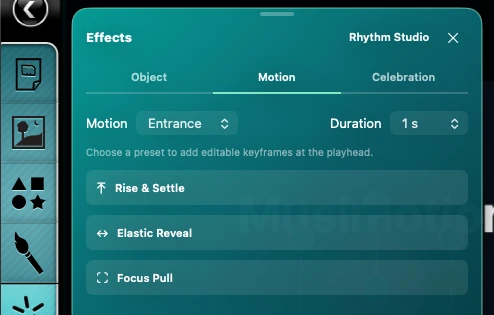 Effects
Rhythm Studio
Object
Motion
Celebration
Motion
Entrance
Duration
1 s
Choose a preset to add editable keyframes at the playhead.
Rise & Settle
Elastic Reveal
Focus Pull